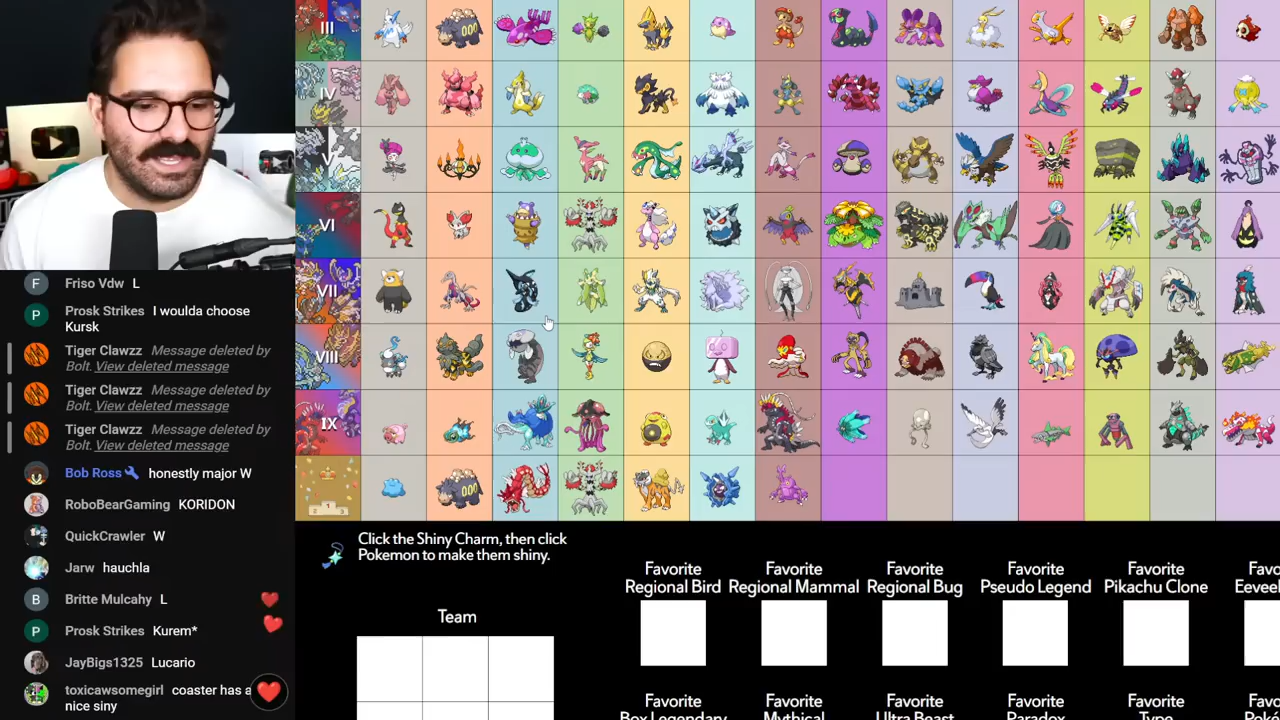 III
IV
V
VI
VII
VIII
IX
F Friso Vdw L
P Prosk Strikes I woulda choose
Kursk
Tiger Clawzz Message deleted by
Bolt. View deleted message
Tiger Clawzz Message deleted by
Bolt. View deleted message
Tiger Clawzz Message deleted by
Bolt. View deleted message
Bob Ross honestly major W
RoboBearGaming KORIDON
QuickCrawler W
Jarw hauchla
B Britte Mulcahy L
P Prosk Strikes Kurem*
JayBigs1325 Lucario
toxicawsomegirl coaster has a
nice siny
Click the Shiny Charm, then click
Pokemon to make them shiny.
Team
Favorite
Regional Bird
Favorite
Regional Mammal
Favorite
Regional Bug
Favorite
Pseudo Legend
Favorite
Pikachu Clone
Favo
Eevee
Favorite
Box Legendary
Favorite
Mythical
Favorite
Ultra Beast
Favorite
Paradox
Favorite
Type
Favo